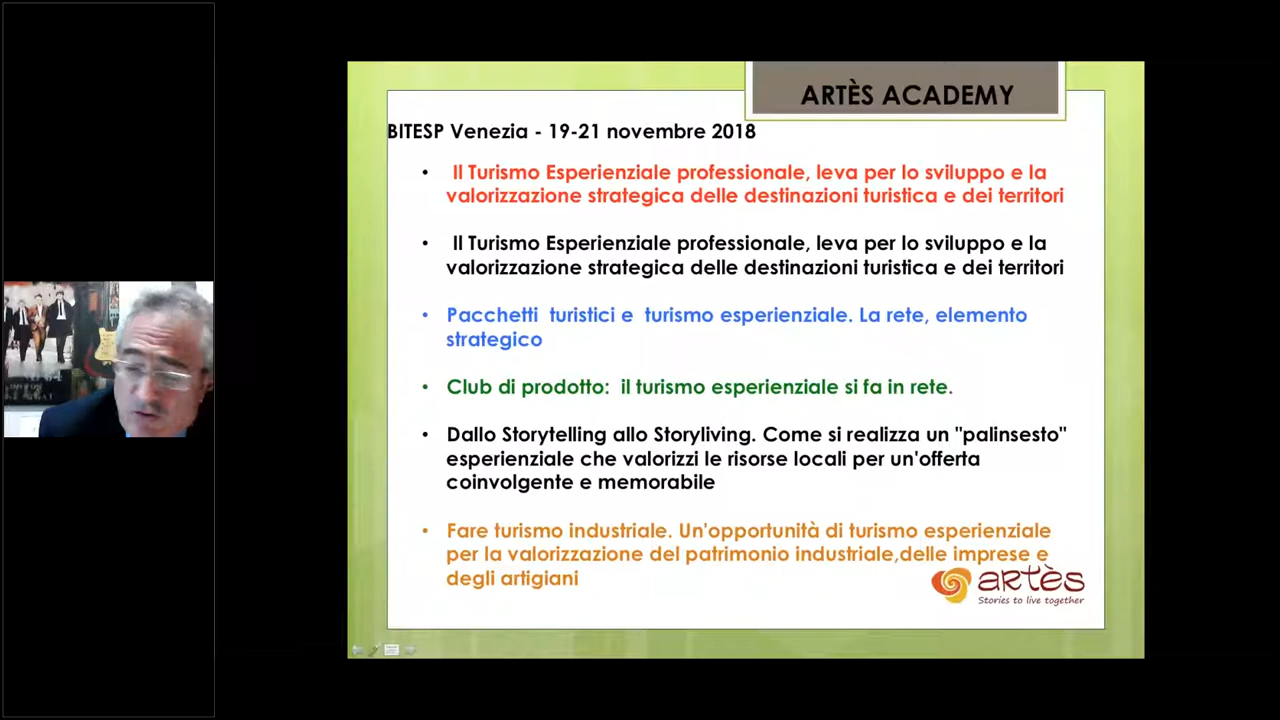 ARTÈS ACADEMY
BITESP Venezia - 19-21 novembre 2018
• Il Turismo Esperienziale professionale, leva per lo sviluppo e la
valorizzazione strategica delle destinazioni turistica e dei territori
• Il Turismo Esperienziale professionale, leva per lo sviluppo e la
valorizzazione strategica delle destinazioni turistica e dei territori
• Pacchetti turistici e turismo esperienziale. La rete, elemento
strategico
• Club di prodotto: il turismo esperienziale si fa in rete.
• Dallo Storytelling allo Storyliving. Come si realizza un "palinsesto"
esperienziale che valorizzi le risorse locali per un'offerta
coinvolgente e memorabile
• Fare turismo industriale. Un'opportunità di turismo esperienziale
per la valorizzazione del patrimonio industriale,delle imprese e
degli artigiani
artès
Stories to live together